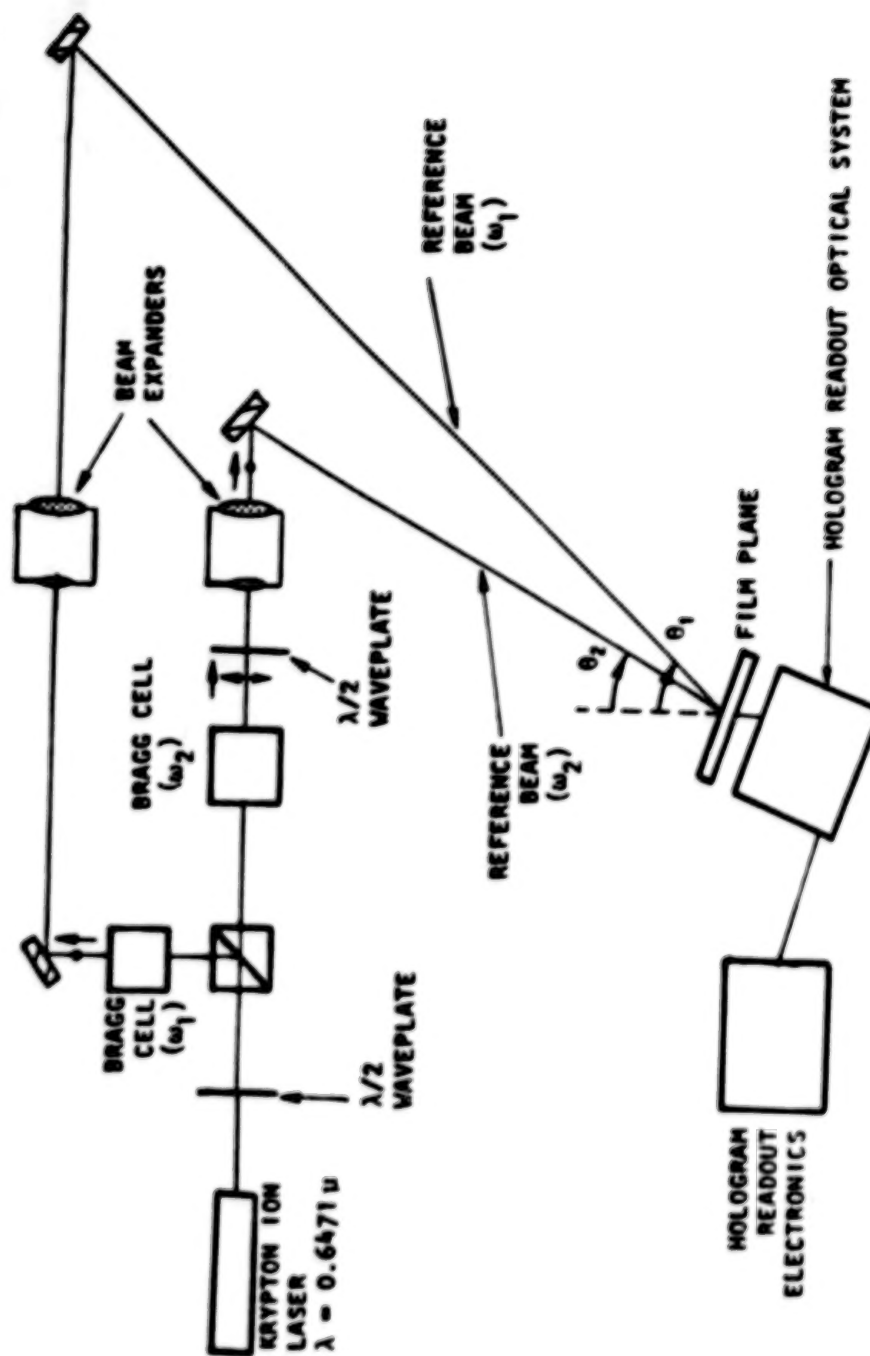 KRYPTON ION
LASER
λ = 0.6471 μ
λ/2
WAVEPLATE
BRAGG
CELL
(ω₁)
BRAGG CELL
(ω₂)
λ/2
WAVEPLATE
BEAM
EXPANDERS
REFERENCE
BEAM
(ω₁)
REFERENCE
BEAM
(ω₂)
θ₂
θ₁
FILM PLANE
HOLOGRAM READOUT OPTICAL SYSTEM
HOLOGRAM
READOUT
ELECTRONICS